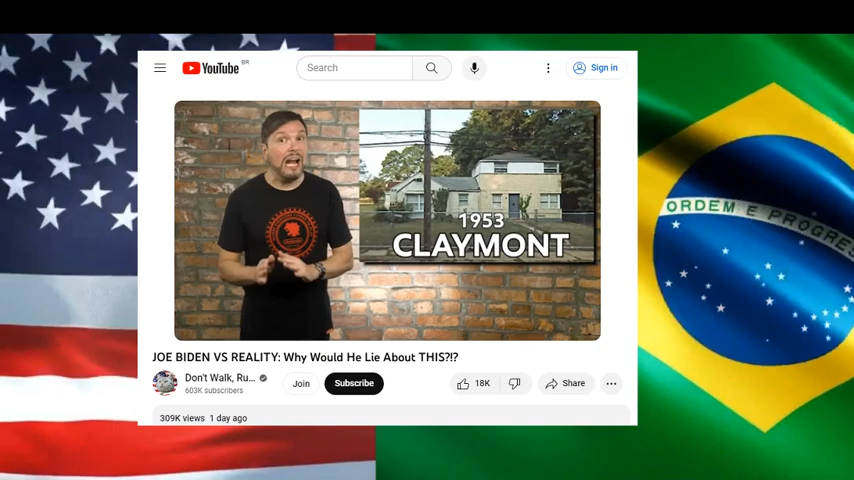 YouTube BR
Search
Sign in
1953
CLAYMONT
ORDEM E PROGRES
JOE BIDEN VS REALITY: Why Would He Lie About THIS?!?
Don't Walk, Ru...
603K subscribers
Join
Subscribe
18K
Share
309K views 1 day ago